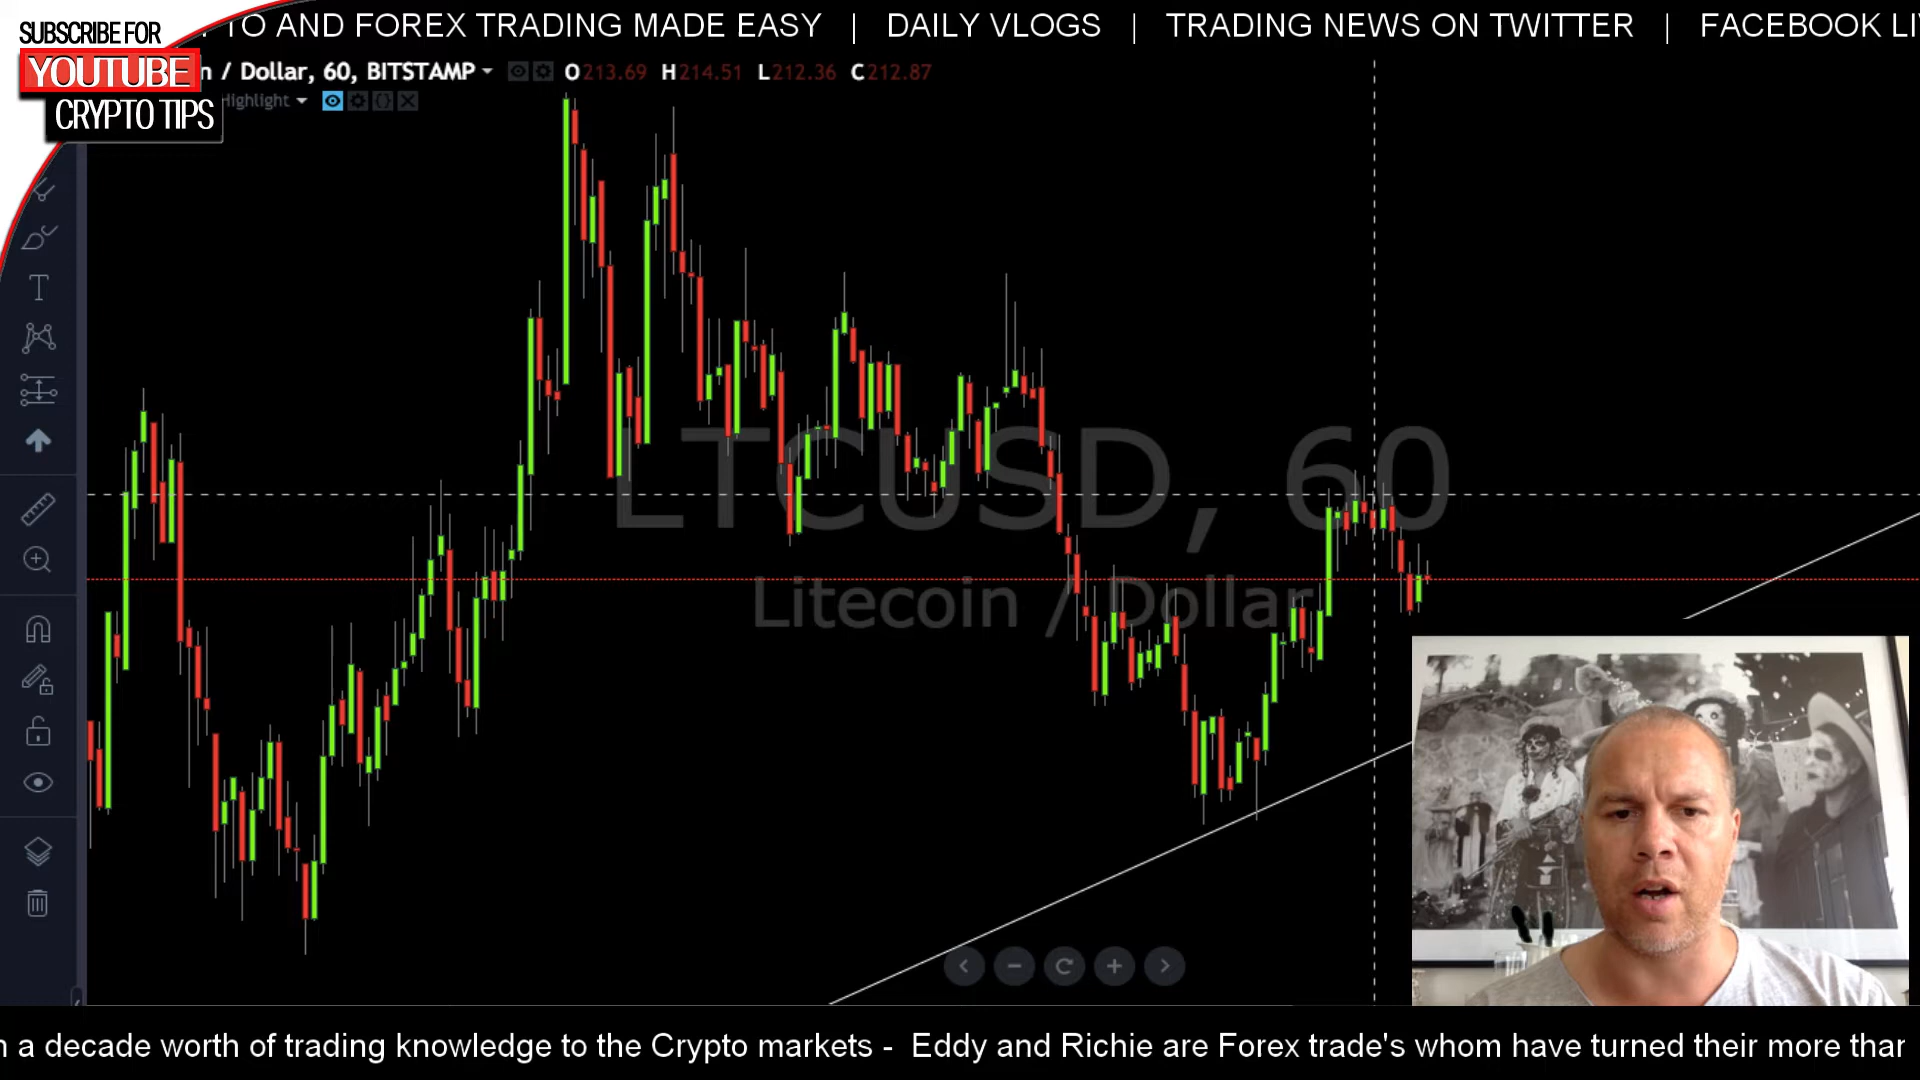 TO AND FOREX TRADING MADE EASY | DAILY VLOGS | TRADING NEWS ON TWITTER | FACEBOOK LI
SUBSCRIBE FOR
YOUTUBE
CRYPTO TIPS
n / Dollar, 60, BITSTAMP O213.69 H214.51 L212.36 C212.87
Highlight
LTCUSD, 60
Litecoin / Dollar
n a decade worth of trading knowledge to the Crypto markets - Eddy and Richie are Forex trade's whom have turned their more than